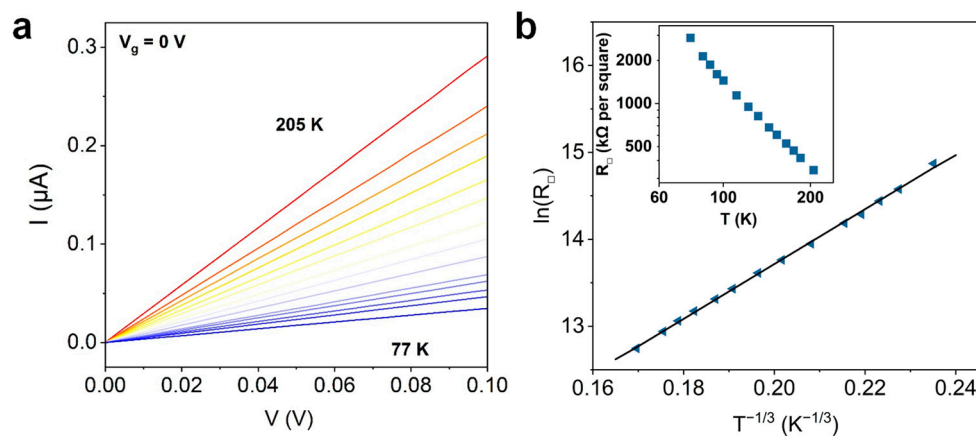 a
V_g = 0 V
205 K
77 K
0.3
0.2
0.1
0.0
I (µA)
0.00
0.02
0.04
0.06
0.08
0.10
V (V)
b
16
15
14
13
ln(R□)
0.16
0.18
0.20
0.22
0.24
T⁻¹/³ (K⁻¹/³)
2000
1000
500
R□ (kΩ per square)
60
100
200
T (K)